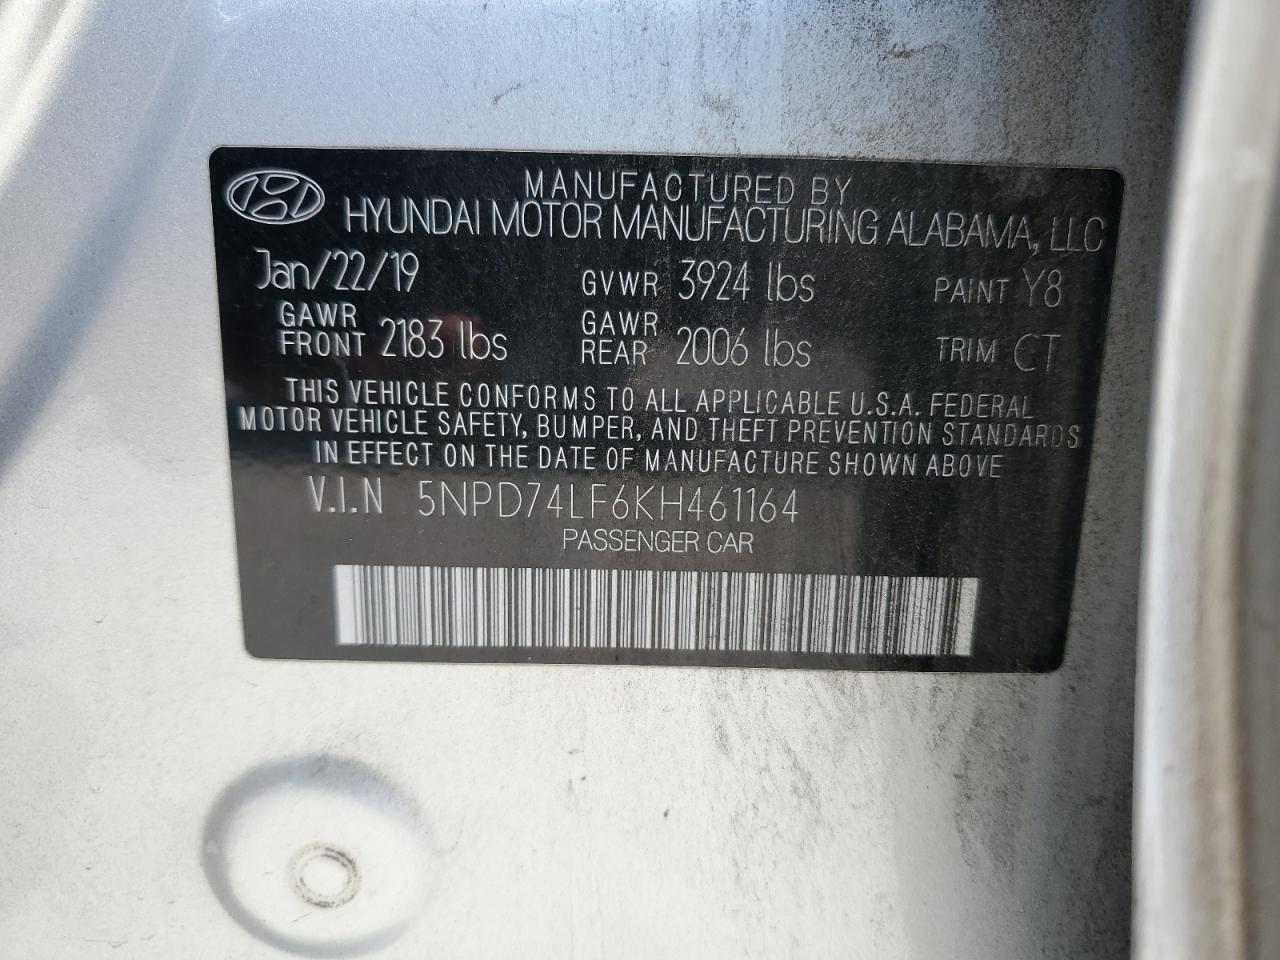 MANUFACTURED BY
HYUNDAI MOTOR MANUFACTURING ALABAMA, LLC
Jan/22/19 GVWR 3924 lbs PAINT Y8
GAWR FRONT 2183 lbs GAWR REAR 2006 lbs TRIM CT
THIS VEHICLE CONFORMS TO ALL APPLICABLE U.S.A. FEDERAL
MOTOR VEHICLE SAFETY, BUMPER, AND THEFT PREVENTION STANDARDS
IN EFFECT ON THE DATE OF MANUFACTURE SHOWN ABOVE
V.I.N 5NPD74LF6KH461164
PASSENGER CAR